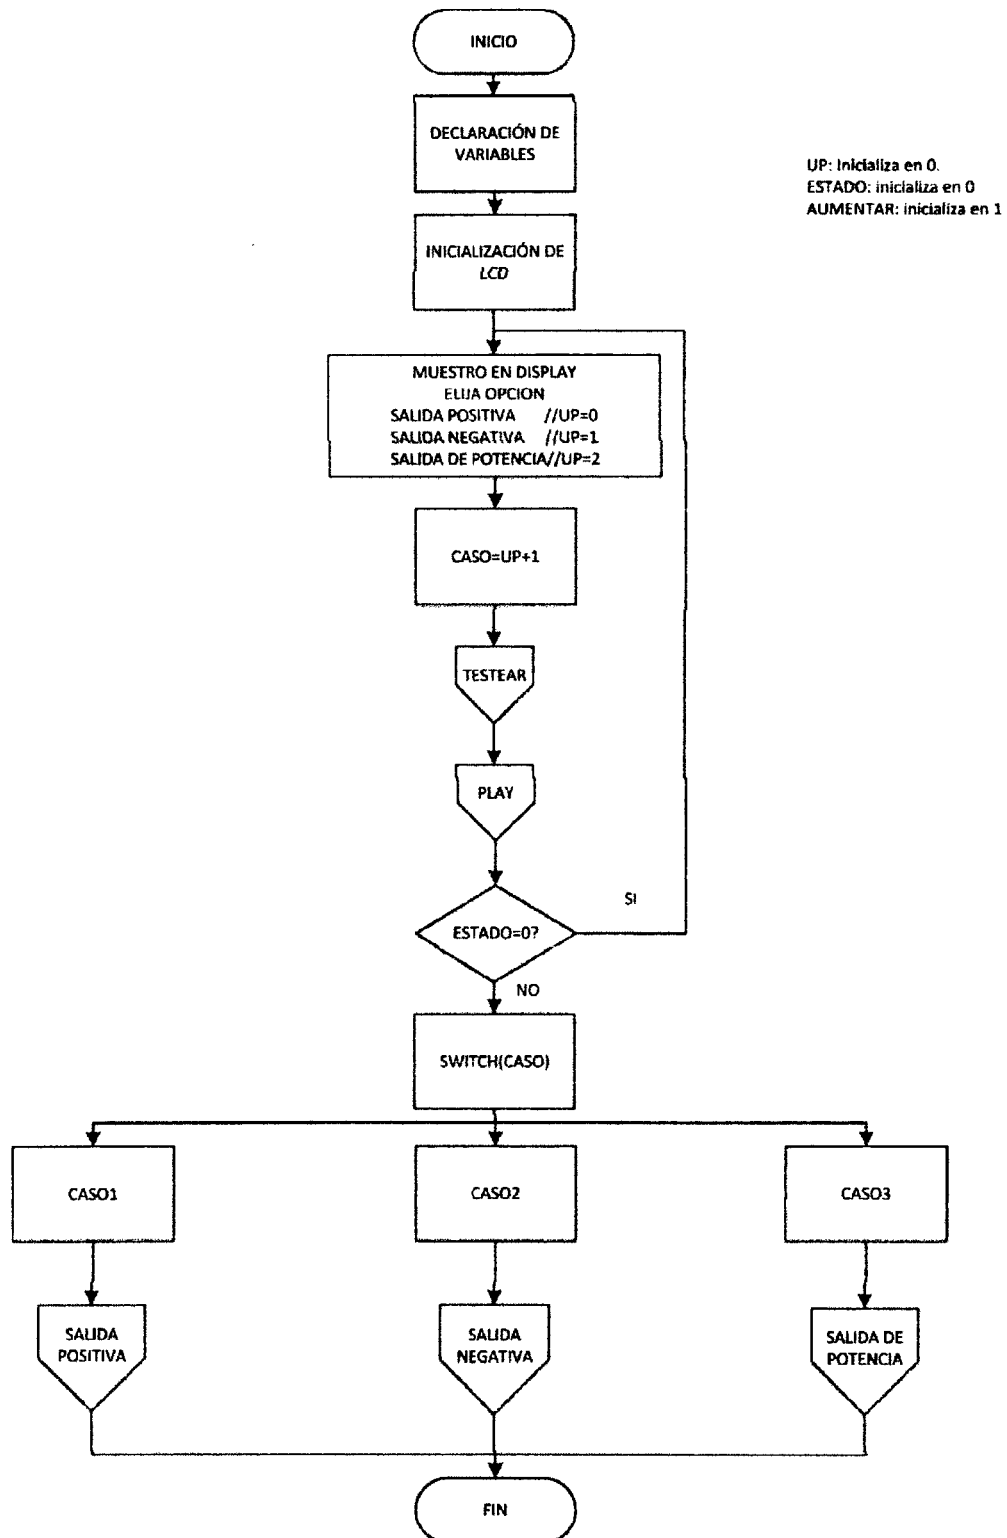 INICIO
DECLARACIÓN DE
VARIABLES
UP: Inicializa en 0.
ESTADO: inicializa en 0
AUMENTAR: inicializa en 1
INICIALIZACIÓN DE
LCD
MUESTRO EN DISPLAY
ELIJA OPCION
SALIDA POSITIVA //UP=0
SALIDA NEGATIVA //UP=1
SALIDA DE POTENCIA//UP=2
CASO=UP+1
TESTEAR
PLAY
SI
ESTADO=0?
NO
SWITCH(CASO)
CASO1
CASO2
CASO3
SALIDA
POSITIVA
SALIDA
NEGATIVA
SALIDA DE
POTENCIA
FIN